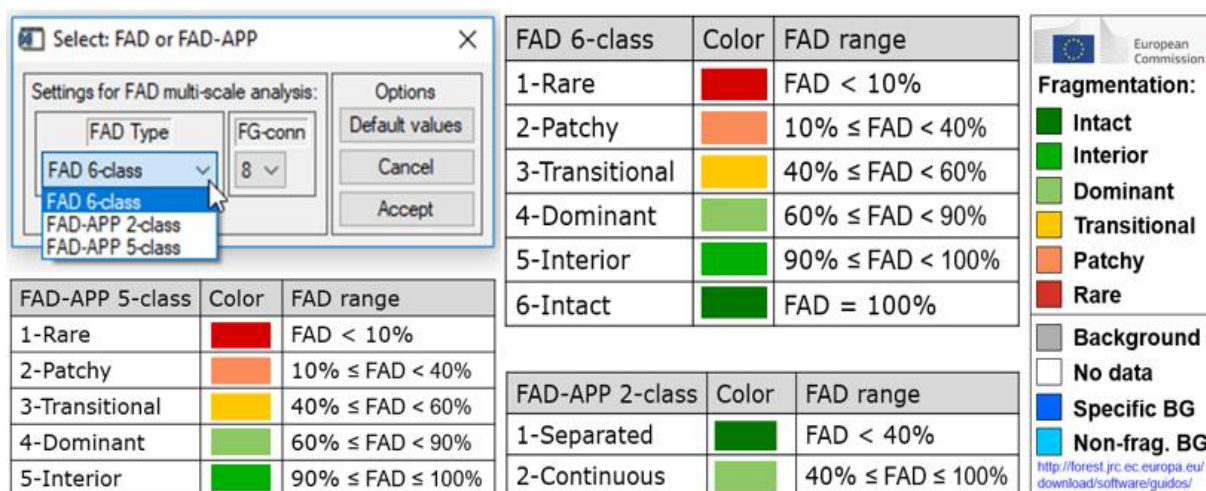 Select: FAD or FAD-APP
Settings for FAD multi-scale analysis:
FAD Type
FG-conn
FAD 6-class
8
FAD 6-class
FAD-APP 2-class
FAD-APP 5-class
Options
Default values
Cancel
Accept
FAD-APP 5-class Color FAD range
1-Rare FAD < 10%
2-Patchy 10% ≤ FAD < 40%
3-Transitional 40% ≤ FAD < 60%
4-Dominant 60% ≤ FAD < 90%
5-Interior 90% ≤ FAD ≤ 100%
FAD 6-class Color FAD range
1-Rare FAD < 10%
2-Patchy 10% ≤ FAD < 40%
3-Transitional 40% ≤ FAD < 60%
4-Dominant 60% ≤ FAD < 90%
5-Interior 90% ≤ FAD < 100%
6-Intact FAD = 100%
FAD-APP 2-class Color FAD range
1-Separated FAD < 40%
2-Continuous 40% ≤ FAD ≤ 100%
European
Commission
Fragmentation:
Intact
Interior
Dominant
Transitional
Patchy
Rare
Background
No data
Specific BG
Non-frag. BG
http://forest.jrc.ec.europa.eu/
download/software/guidos/